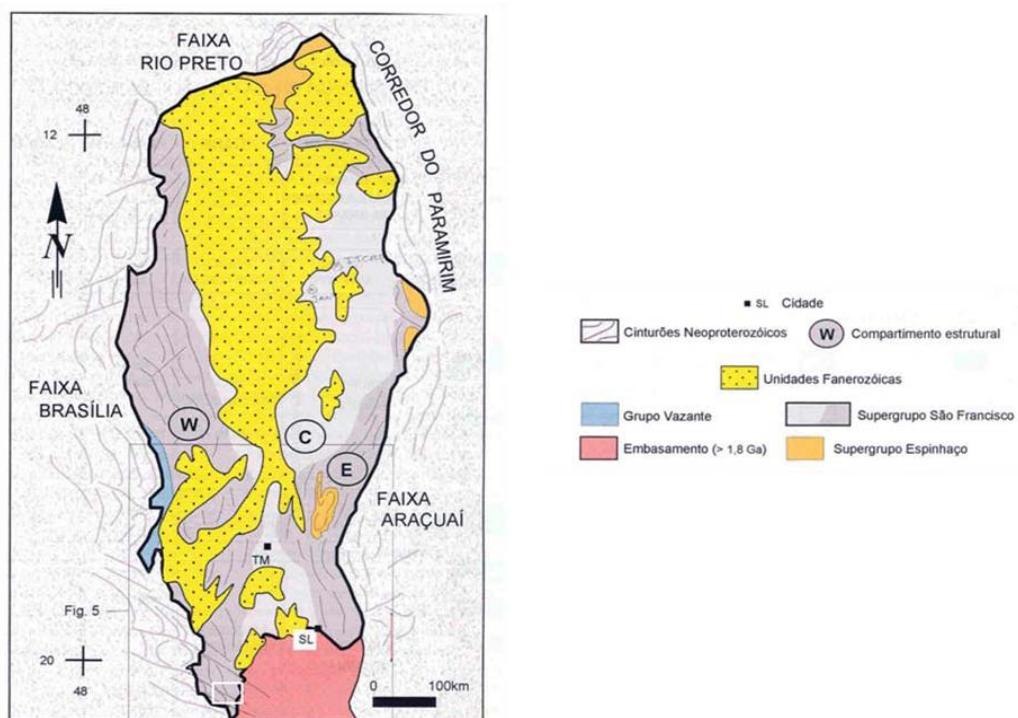 FAIXA
RIO PRETO
CORREDOR DO PARAMIRIM
48
12
N
FAIXA
BRASÍLIA
W
C
E
FAIXA
ARAÇUAÍ
TM
Fig. 5
SL
20
48
0 100km
SL Cidade
Cinturões Neoproterozóicos
W Compartimento estrutural
Unidades Fanerozóicas
Grupo Vazante
Supergrupo São Francisco
Embasamento (> 1,8 Ga)
Supergrupo Espinhaço